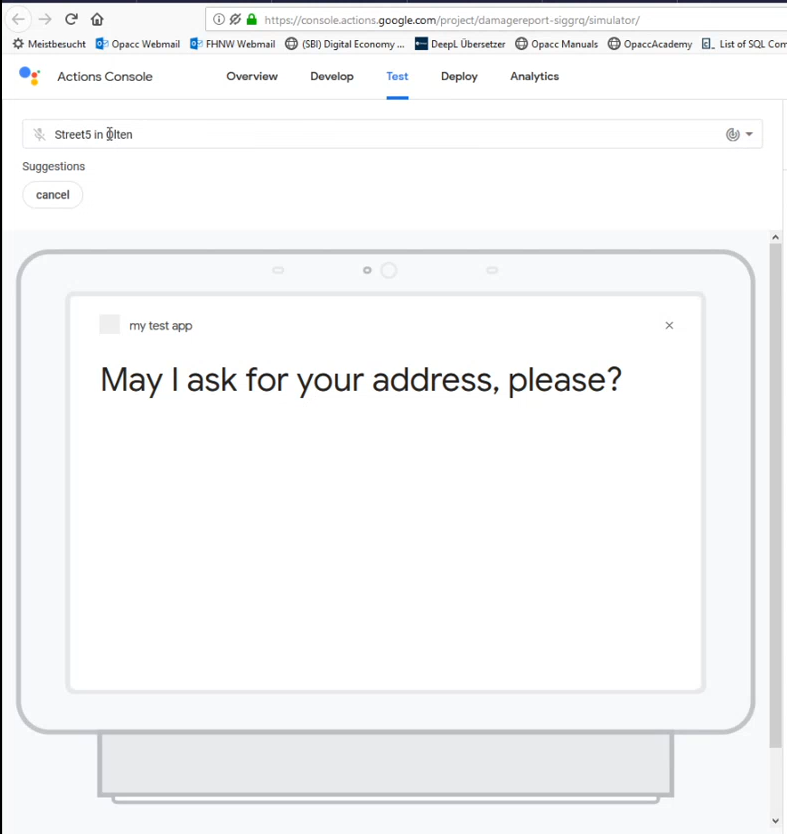 https://console.actions.google.com/project/damagereport-siggrq/simulator/
Meistbesucht Opacc Webmail FHNW Webmail (SBI) Digital Economy ... DeepL Übersetzer Opacc Manuals OpaccAcademy List of SQL Com
Actions Console Overview Develop Test Deploy Analytics
Street5 in Olten
Suggestions
cancel
my test app
May I ask for your address, please?